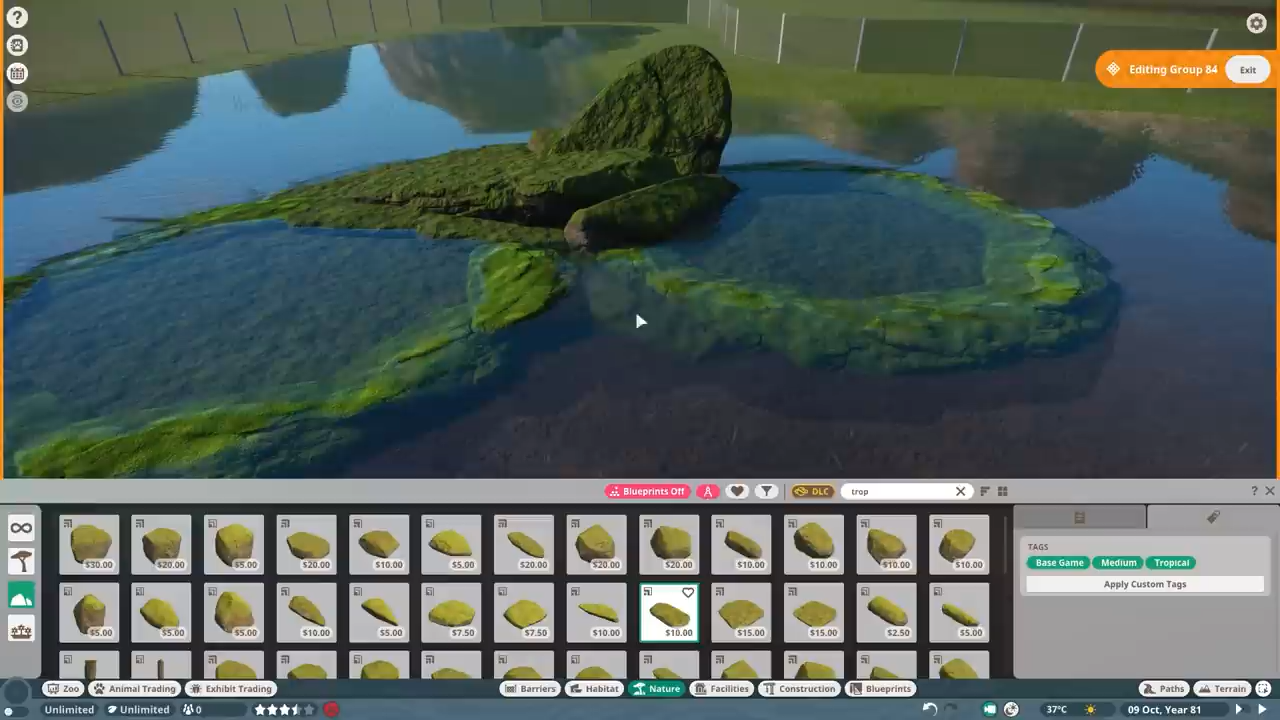 ?
Editing Group 84
Exit
Blueprints Off
DLC
trop
?
$30.00 $20.00 $5.00 $20.00 $10.00 $5.00 $20.00 $20.00 $20.00 $10.00 $10.00 $10.00 $10.00
TAGS
Base Game Medium Tropical
Apply Custom Tags
$5.00 $5.00 $5.00 $10.00 $5.00 $7.50 $7.50 $10.00 $10.00 $15.00 $15.00 $2.50 $5.00
Zoo Animal Trading Exhibit Trading Barriers Habitat Nature Facilities Construction Blueprints Paths Terrain
Unlimited Unlimited 0 37°C 09 Oct, Year 81